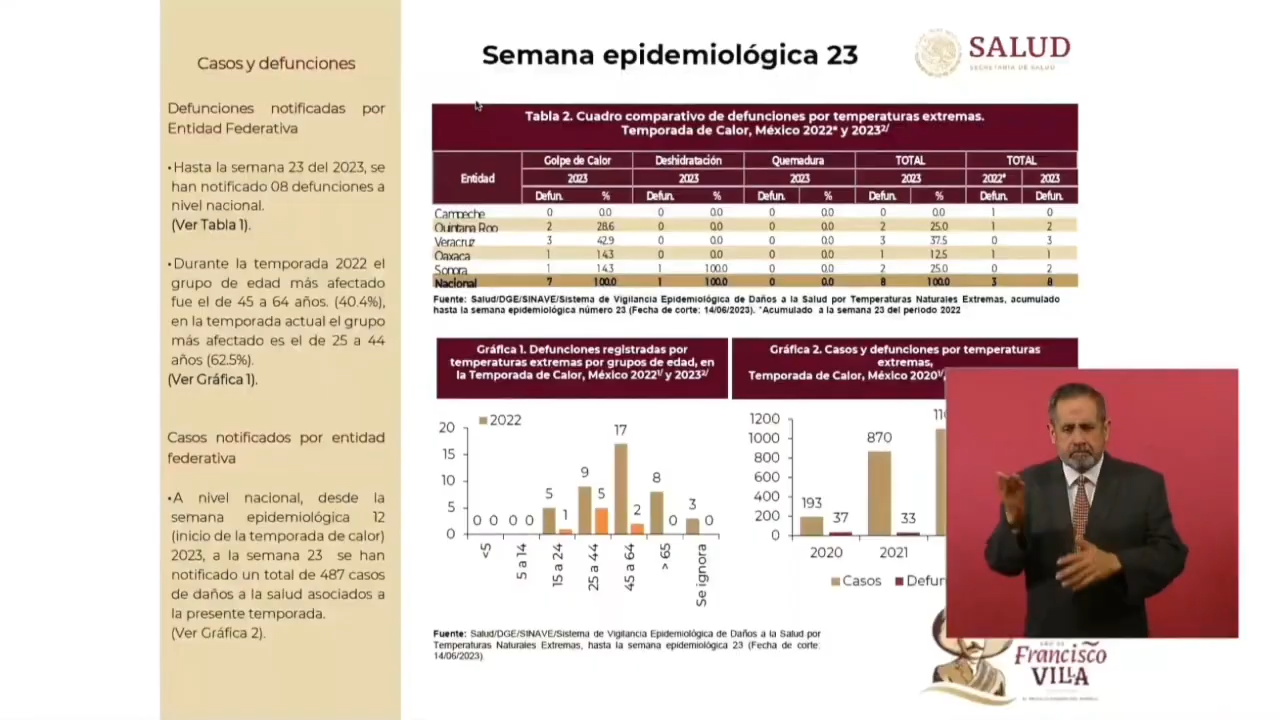 Casos y defunciones
Defunciones notificadas por
Entidad Federativa
•Hasta la semana 23 del 2023, se
han notificado 08 defunciones a
nivel nacional.
(Ver Tabla 1).
•Durante la temporada 2022 el
grupo de edad más afectado
fue el de 45 a 64 años. (40.4%),
en la temporada actual el grupo
más afectado es el de 25 a 44
años (62.5%).
(Ver Gráfica 1).
Casos notificados por entidad
federativa
•A nivel nacional, desde la
semana epidemiológica 12
(inicio de la temporada de calor)
2023, a la semana 23 se han
notificado un total de 487 casos
de daños a la salud asociados a
la presente temporada.
(Ver Gráfica 2).
Semana epidemiológica 23
SALUD
SECRETARÍA DE SALUD
Tabla 2. Cuadro comparativo de defunciones por temperaturas extremas.
Temporada de Calor, México 2022* y 2023²/
Entidad Golpe de Calor Deshidratación Quemadura TOTAL TOTAL
2023 2023 2023 2023 2022* 2023
Defun. % Defun. % Defun. % Defun. % Defun. Defun.
Campeche 0 0.0 0 0.0 0 0.0 0 0.0 1 0
Quintana Roo 2 28.6 0 0.0 0 0.0 2 25.0 1 2
Veracruz 3 42.9 0 0.0 0 0.0 3 37.5 0 3
Oaxaca 1 14.3 0 0.0 0 0.0 1 12.5 1 1
Sonora 1 14.3 1 100.0 0 0.0 2 25.0 0 2
Nacional 7 100.0 1 100.0 0 0.0 8 100.0 3 8
Fuente: Salud/DGE/SINAVE/Sistema de Vigilancia Epidemiológica de Daños a la Salud por Temperaturas Naturales Extremas, acumulado
hasta la semana epidemiológica número 23 (Fecha de corte: 14/06/2023). *Acumulado a la semana 23 del periodo 2022
Gráfica 1. Defunciones registradas por
temperaturas extremas por grupos de edad, en
la Temporada de Calor, México 2022¹/ y 2023²/
2022
20
15
10
5
0
0 0 0 0 5 1 9 5 17 2 8 0 3 0
<5
5 a 14
15 a 24
25 a 44
45 a 64
> 65
Se ignora
Gráfica 2. Casos y defunciones por temperaturas
extremas,
Temporada de Calor, México 2020¹/
1200
1000
800
600
400
200
0
193 37 870 33 110
2020 2021
Casos Defun
Fuente: Salud/DGE/SINAVE/Sistema de Vigilancia Epidemiológica de Daños a la Salud por
Temperaturas Naturales Extremas, hasta la semana epidemiológica 23 (Fecha de corte:
14/06/2023)
Francisco
VILLA